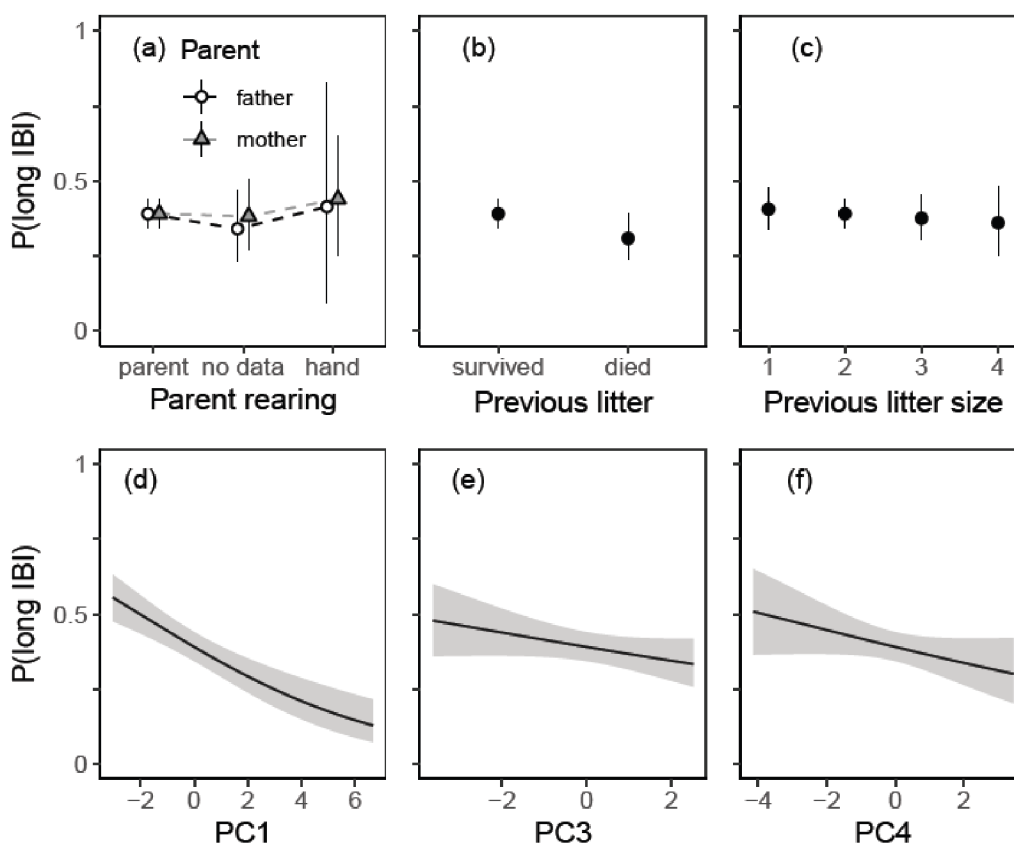 (a) Parent
father
mother
(b)
(c)
P(long IBI)
1
0.5
0
parent no data hand
Parent rearing
survived died
Previous litter
1 2 3 4
Previous litter size
(d)
(e)
(f)
P(long IBI)
1
0.5
0
−2 0 2 4 6
PC1
−2 0 2
PC3
−4 −2 0 2
PC4